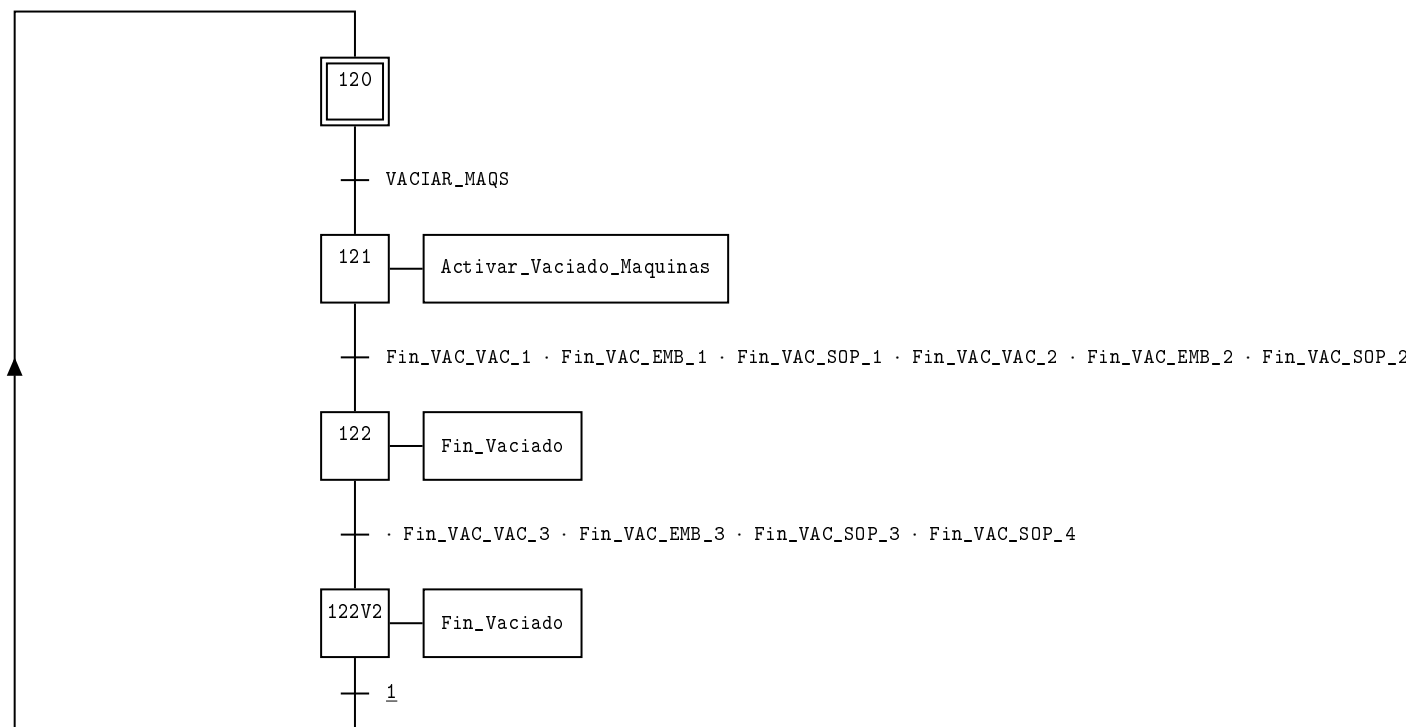 120
VACIAR_MAQS
121
Activar_Vaciado_Maquinas
Fin_VAC_VAC_1 · Fin_VAC_EMB_1 · Fin_VAC_SOP_1 · Fin_VAC_VAC_2 · Fin_VAC_EMB_2 · Fin_VAC_SOP_2
122
Fin_Vaciado
· Fin_VAC_VAC_3 · Fin_VAC_EMB_3 · Fin_VAC_SOP_3 · Fin_VAC_SOP_4
122V2
Fin_Vaciado
1